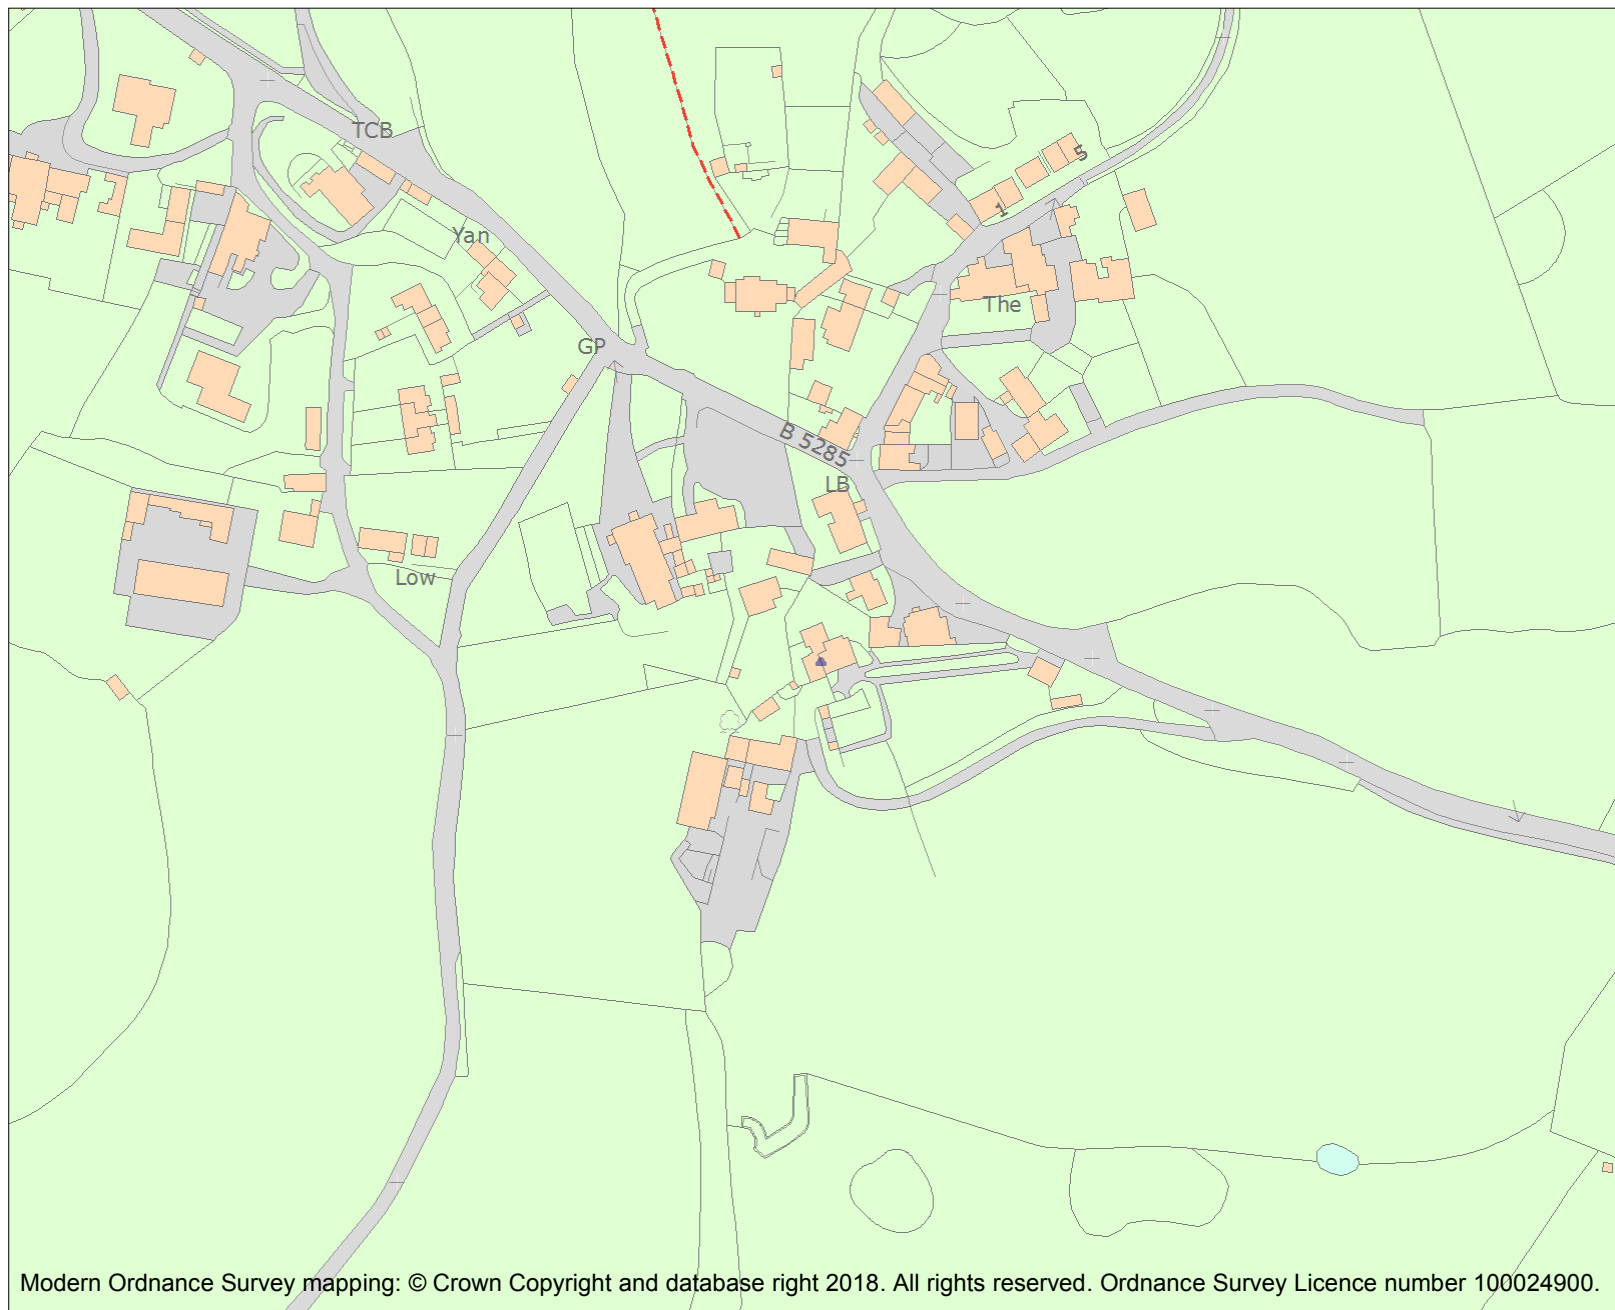 TCB
5
1
Yan
The
GP
B 5285
LB
Low
Modern Ordnance Survey mapping: © Crown Copyright and database right 2018. All rights reserved. Ordnance Survey Licence number 100024900.